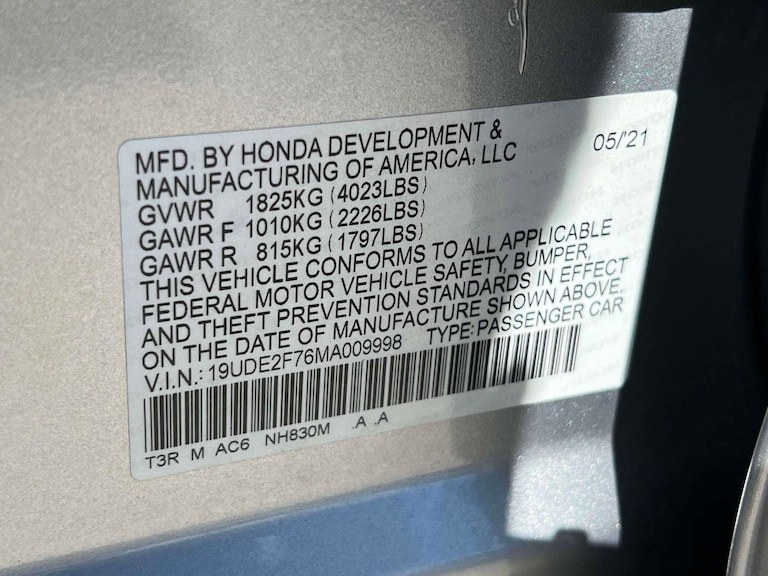 MFD. BY HONDA DEVELOPMENT &
MANUFACTURING OF AMERICA, LLC 05/'21
GVWR 1825KG (4023LBS)
GAWR F 1010KG (2226LBS)
GAWR R 815KG (1797LBS)
THIS VEHICLE CONFORMS TO ALL APPLICABLE
FEDERAL MOTOR VEHICLE SAFETY, BUMPER,
AND THEFT PREVENTION STANDARDS IN EFFECT
ON THE DATE OF MANUFACTURE SHOWN ABOVE.
V.I.N.: 19UDE2F76MA009998 TYPE: PASSENGER CAR
T3R M AC6 NH830M .A .A